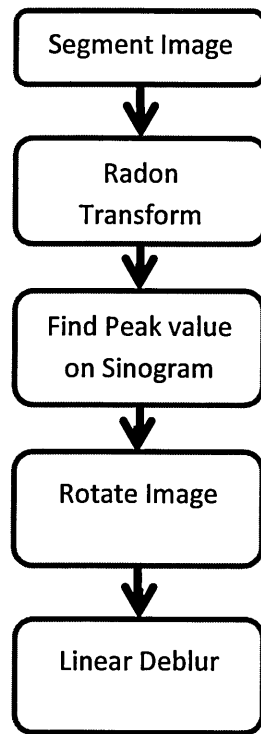 Segment Image
Radon
Transform
Find Peak value
on Sinogram
Rotate Image
Linear Deblur